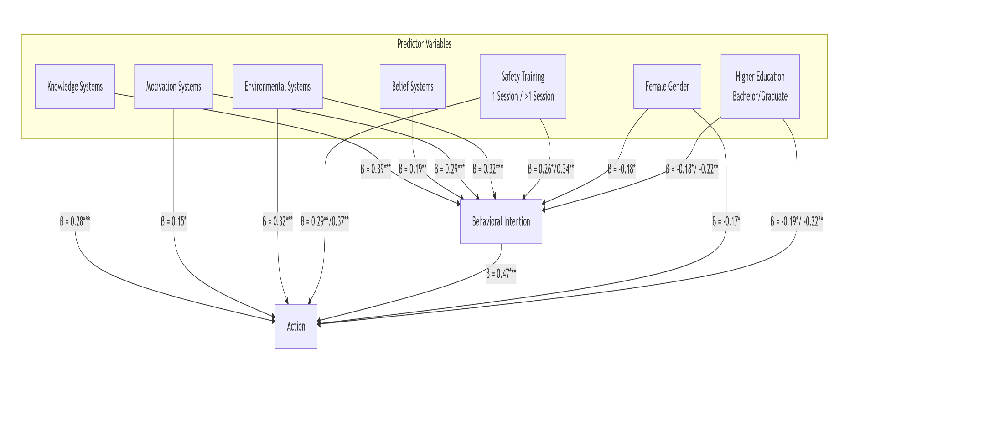 Predictor Variables
Knowledge Systems
Motivation Systems
Environmental Systems
Belief Systems
Safety Training
1 Session / >1 Session
Female Gender
Higher Education
Bachelor/Graduate
β = 0.39***
β = 0.19**
β = 0.29***
β = 0.32***
β = 0.26*/0.34**
β = -0.18*
β = -0.18*/ -0.22**
β = 0.28***
β = 0.15*
β = 0.32***
β = 0.29**/0.37**
Behavioral Intention
β = -0.17*
β = -0.19*/ -0.22**
β = 0.47***
Action